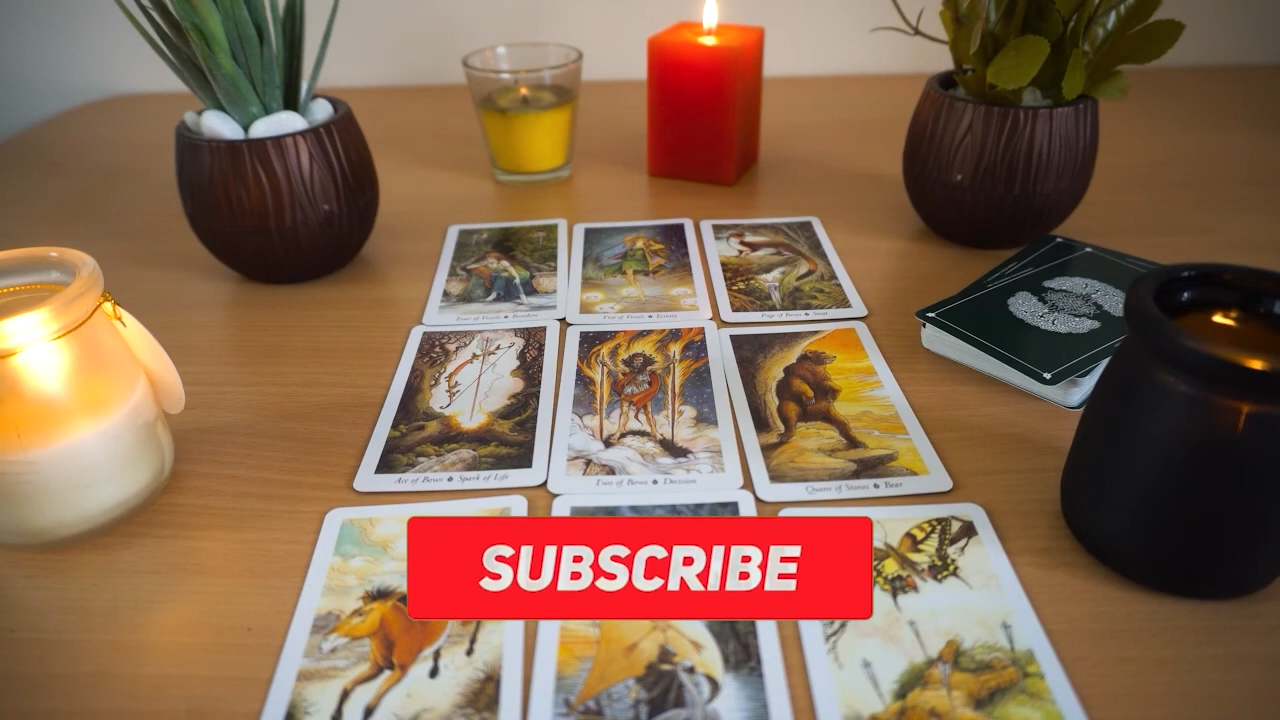 Four of Vessels Boredom
Five of Vessels Ecstasy
Page of Bows Stoat
Ace of Bows Spark of Life
Two of Bows Decision
Queen of Stones Bear
SUBSCRIBE